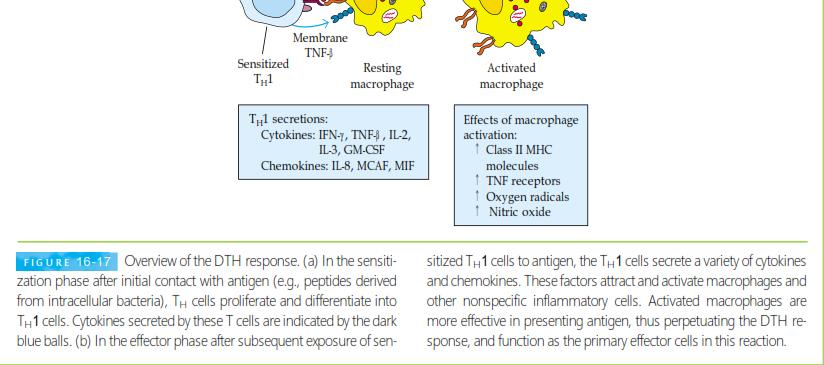 Membrane
TNF-β
Sensitized
TH1
Resting
macrophage
Activated
macrophage
TH1 secretions:
Cytokines: IFN-γ, TNF-β , IL-2,
IL-3, GM-CSF
Chemokines: IL-8, MCAF, MIF
Effects of macrophage
activation:
↑ Class II MHC
molecules
↑ TNF receptors
↑ Oxygen radicals
↑ Nitric oxide
FIGURE 16-17 Overview of the DTH response. (a) In the sensiti-
zation phase after initial contact with antigen (e.g., peptides derived
from intracellular bacteria), TH cells proliferate and differentiate into
TH1 cells. Cytokines secreted by these T cells are indicated by the dark
blue balls. (b) In the effector phase after subsequent exposure of sen-
sitized TH1 cells to antigen, the TH1 cells secrete a variety of cytokines
and chemokines. These factors attract and activate macrophages and
other nonspecific inflammatory cells. Activated macrophages are
more effective in presenting antigen, thus perpetuating the DTH re-
sponse, and function as the primary effector cells in this reaction.